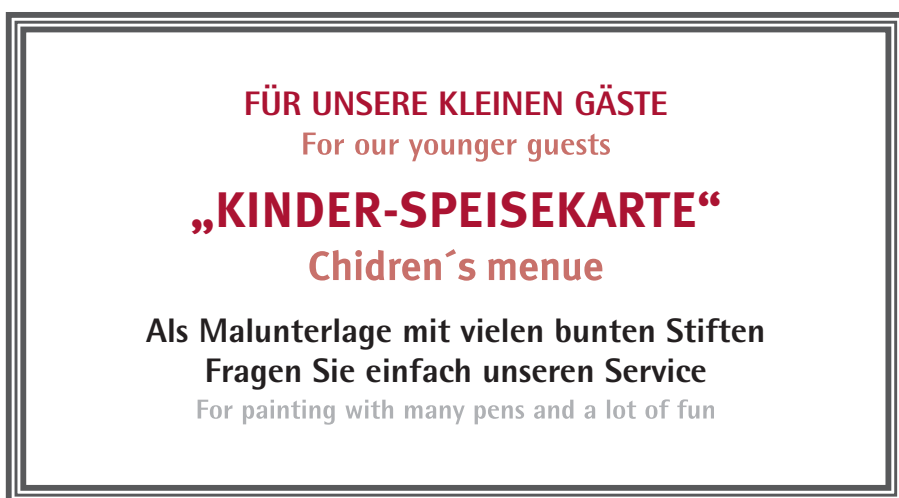 FÜR UNSERE KLEINEN GÄSTE
For our younger guests
„KINDER-SPEISEKARTE“
Chidren´s menue
Als Malunterlage mit vielen bunten Stiften
Fragen Sie einfach unseren Service
For painting with many pens and a lot of fun